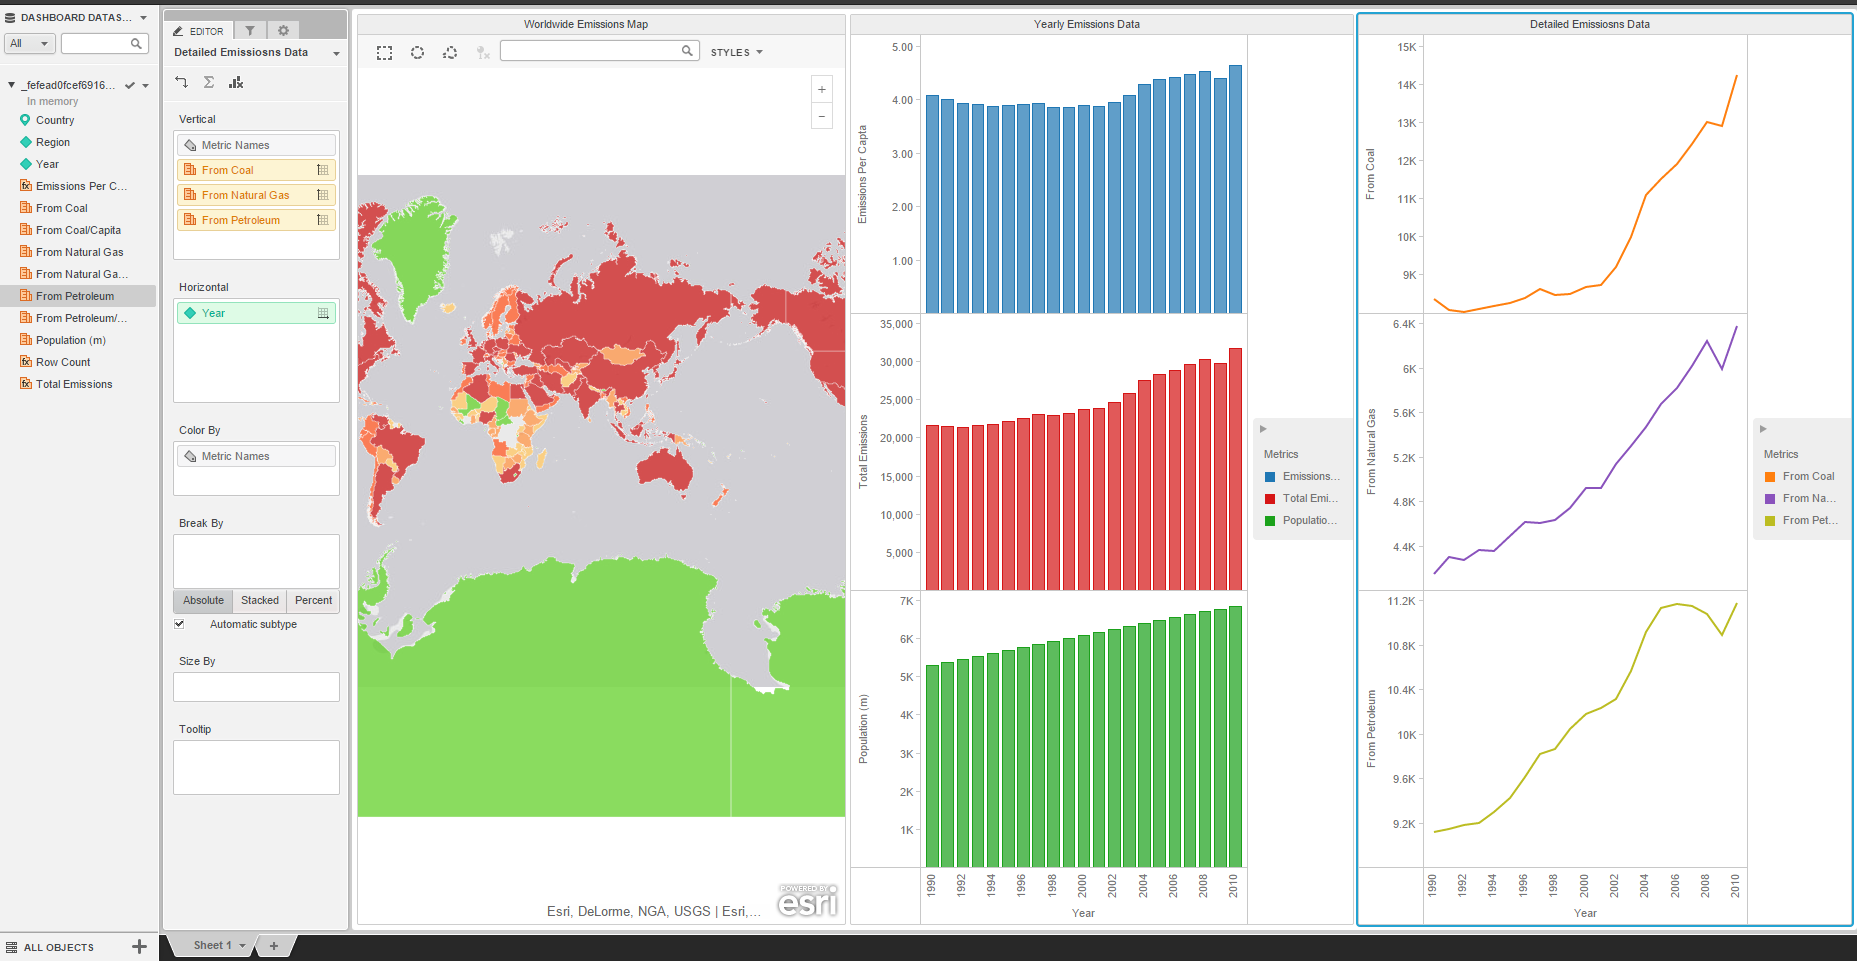 DASHBOARD DATAS...
All
_fefead0fcef6916...
In memory
Country
Region
Year
Emissions Per C...
From Coal
From Coal/Capita
From Natural Gas
From Natural Ga...
From Petroleum
From Petroleum/...
Population (m)
Row Count
Total Emissions
ALL OBJECTS
EDITOR
Detailed Emissiosns Data
Vertical
Metric Names
From Coal
From Natural Gas
From Petroleum
Horizontal
Year
Color By
Metric Names
Break By
Absolute Stacked Percent
Automatic subtype
Size By
Tooltip
Worldwide Emissions Map
STYLES
+
−
Esri, DeLorme, NGA, USGS | Esri,...
POWERED BY
esri
Yearly Emissions Data
Emissions Per Capta
5.00
4.00
3.00
2.00
1.00
Total Emissions
35,000
30,000
25,000
20,000
15,000
10,000
5,000
Population (m)
7K
6K
5K
4K
3K
2K
1K
1990 1992 1994 1996 1998 2000 2002 2004 2006 2008 2010
Year
Metrics
Emissions...
Total Emi...
Populatio...
Detailed Emissiosns Data
From Coal
15K
14K
13K
12K
11K
10K
9K
From Natural Gas
6.4K
6K
5.6K
5.2K
4.8K
4.4K
From Petroleum
11.2K
10.8K
10.4K
10K
9.6K
9.2K
1990 1992 1994 1996 1998 2000 2002 2004 2006 2008 2010
Year
Metrics
From Coal
From Na...
From Pet...
Sheet 1
+